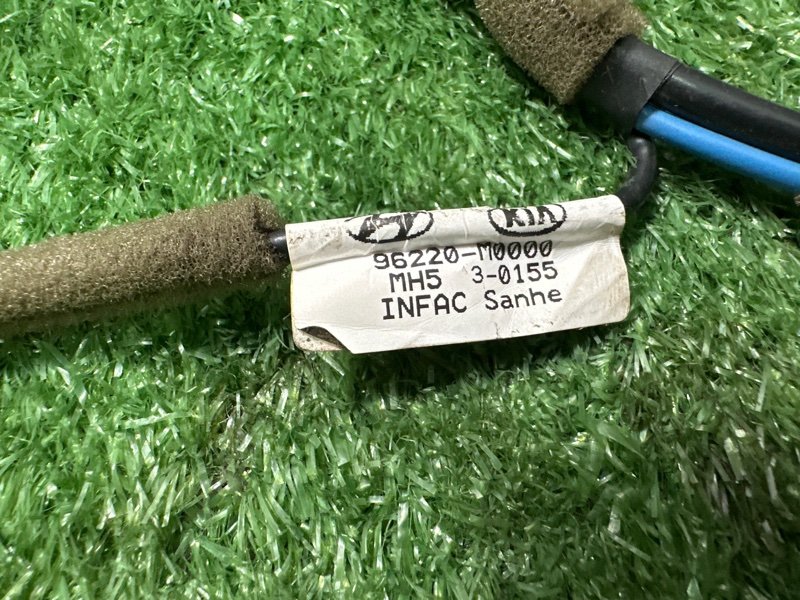 KIA
96220-M0000
MH5 3-0155
INFAC Sanhe